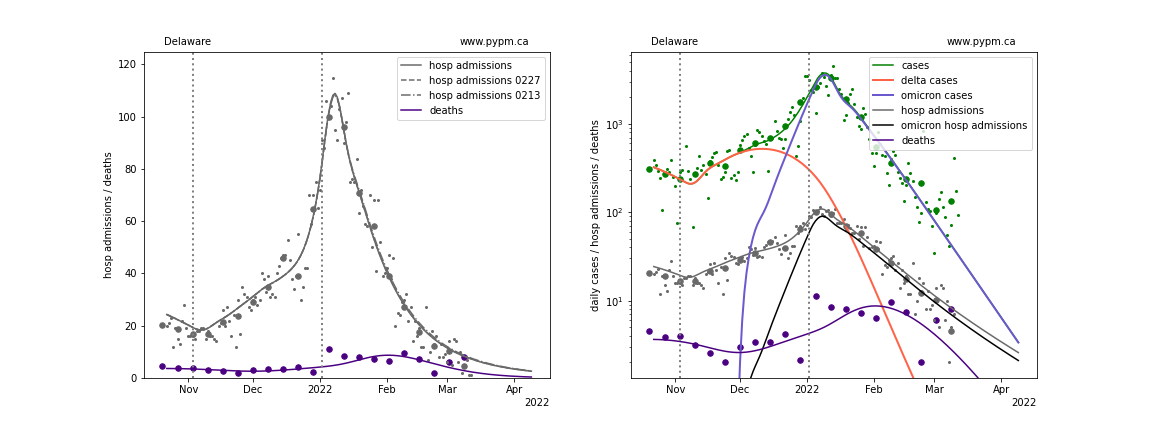 Delaware www.pypm.ca
hosp admissions / deaths
120
100
80
60
40
20
0
hosp admissions
hosp admissions 0227
hosp admissions 0213
deaths
Nov Dec 2022 Feb Mar Apr
2022
Delaware www.pypm.ca
daily cases / hosp admissions / deaths
10³
10²
10¹
cases
delta cases
omicron cases
hosp admissions
omicron hosp admissions
deaths
Nov Dec 2022 Feb Mar Apr
2022